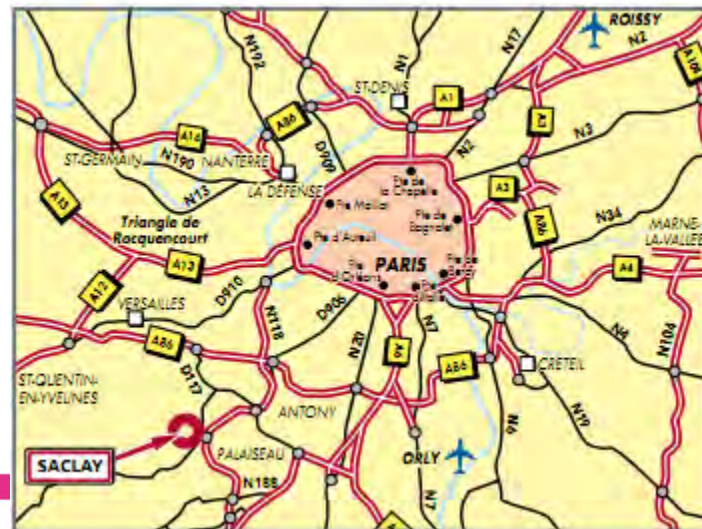 ROISSY
N2
N17
N1
N192
A104
ST-DENIS
A1
A86
D909
N2
A3
N3
A14
ST-GERMAIN
N190
NANTERRE
N13
LA DÉFENSE
Pte de
la Chapelle
A3
A15
Pte Maillot
Pte de
Bagnolet
A86
N34
MARNE-
LA-VALLÉE
Triangle de
Rocquencourt
Pte d'Auteuil
A13
PARIS
Pte de
Bercy
Pte
d'Orléans
Pte
d'Italie
A4
A12
D910
VERSAILLES
N118
D906
N20
N7
N4
N104
A86
D117
A6
A86
CRÉTEIL
ST-QUENTIN-
EN-YVELINES
ANTONY
N6
N19
SACLAY
PALAISEAU
ORLY
N188
N7